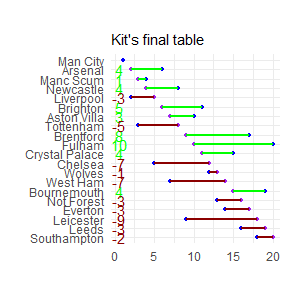 Kit's final table
Man City
Arsenal 4
Manc Scum 1
Newcastle 4
Liverpool -3
Brighton 5
Aston Villa 3
Tottenham -5
Brentford 8
Fulham 10
Crystal Palace 4
Chelsea -7
Wolves -1
West Ham -7
Bournemouth 4
Not Forest -3
Everton -3
Leicester -9
Leeds -3
Southampton -2
0 5 10 15 20